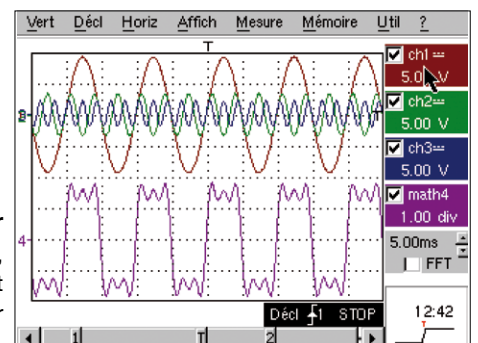 Vert Décl Horiz Affich Mesure Mémoire Util ?
T
ch1
5.0 V
ch2
5.00 V
ch3
5.00 V
math4
1.00 div
5.00ms
FFT
4-
T
r
,
t
r
Décl 1 STOP
12:42
1 T 2